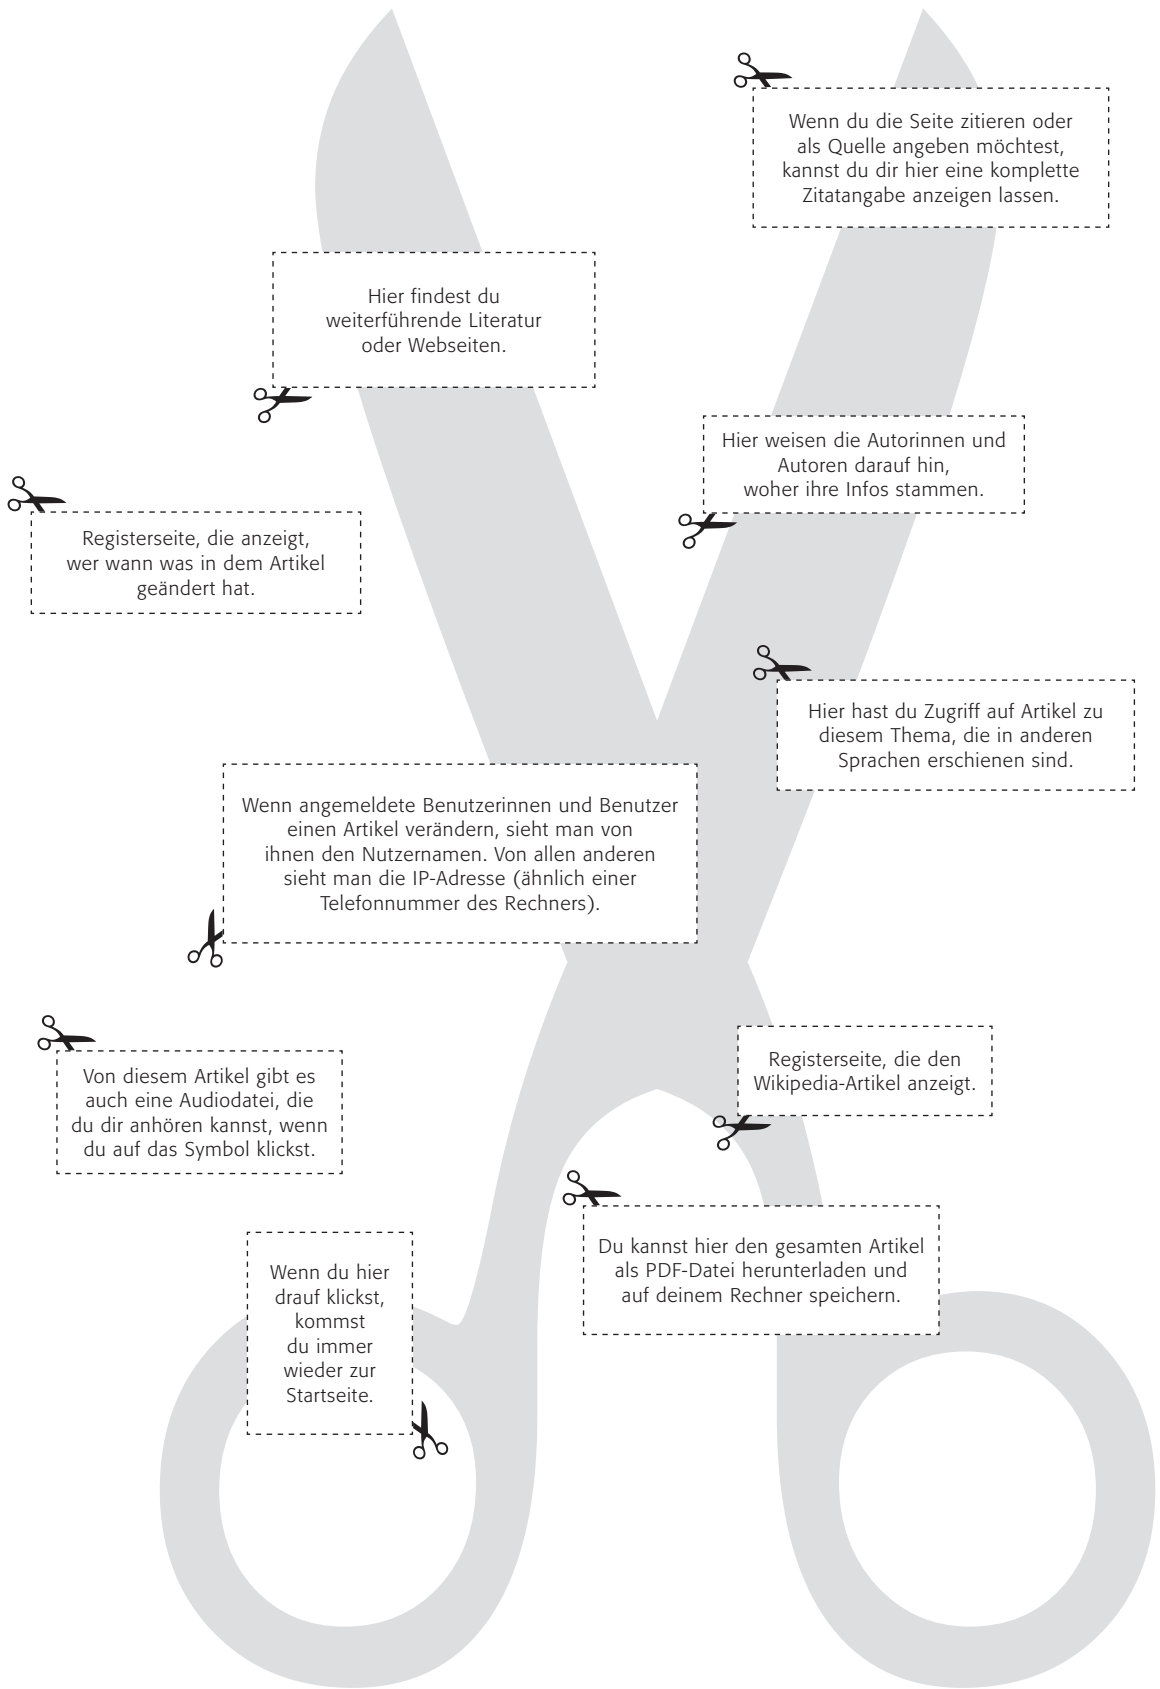 Wenn du die Seite zitieren oder
als Quelle angeben möchtest,
kannst du dir hier eine komplette
Zitatangabe anzeigen lassen.
Hier findest du
weiterführende Literatur
oder Webseiten.
Hier weisen die Autorinnen und
Autoren darauf hin,
woher ihre Infos stammen.
Registerseite, die anzeigt,
wer wann was in dem Artikel
geändert hat.
Hier hast du Zugriff auf Artikel zu
diesem Thema, die in anderen
Sprachen erschienen sind.
Wenn angemeldete Benutzerinnen und Benutzer
einen Artikel verändern, sieht man von
ihnen den Nutzernamen. Von allen anderen
sieht man die IP-Adresse (ähnlich einer
Telefonnummer des Rechners).
Von diesem Artikel gibt es
auch eine Audiodatei, die
du dir anhören kannst, wenn
du auf das Symbol klickst.
Registerseite, die den
Wikipedia-Artikel anzeigt.
Du kannst hier den gesamten Artikel
als PDF-Datei herunterladen und
auf deinem Rechner speichern.
Wenn du hier
drauf klickst,
kommst
du immer
wieder zur
Startseite.